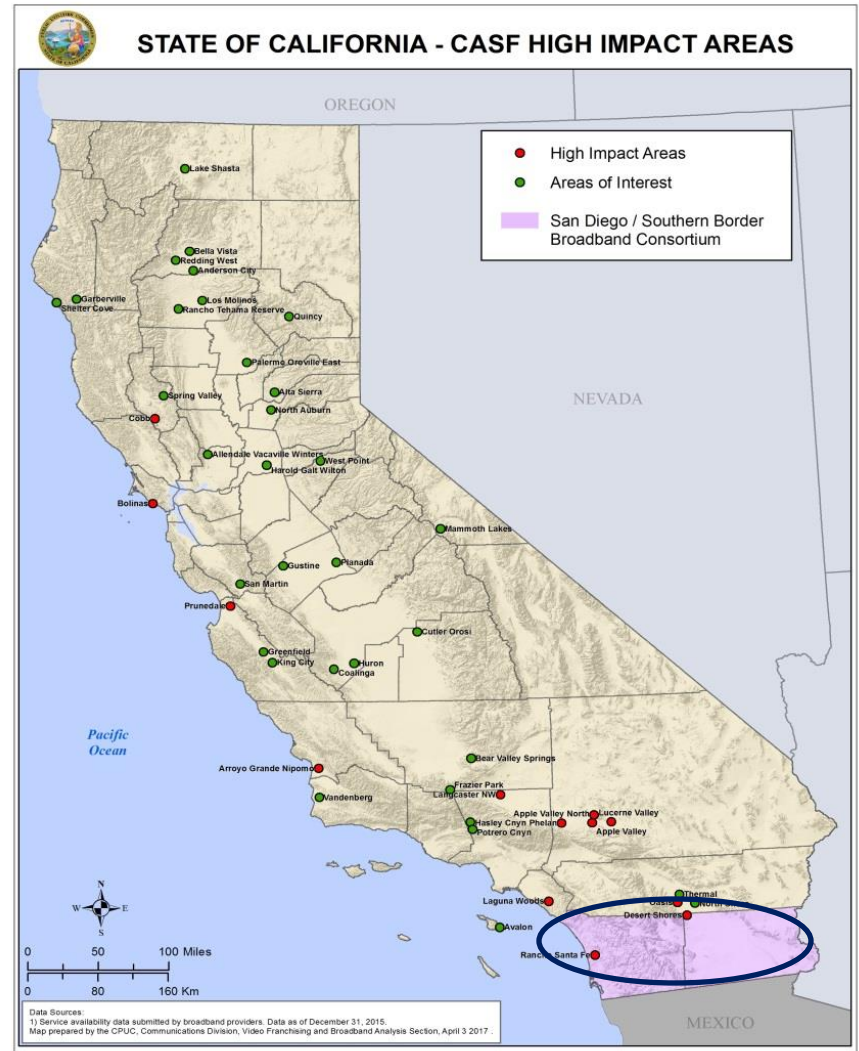 STATE OF CALIFORNIA - CASF HIGH IMPACT AREAS
OREGON
High Impact Areas
Areas of Interest
San Diego / Southern Border
Broadband Consortium
Lake Shasta
Bella Vista
Redding West
Anderson City
Garberville
Shelter Cove
Los Molinos
Rancho Tehama Reserve
Quincy
Palermo Oroville East
Spring Valley
Alta Sierra
NEVADA
North Auburn
Cobb
Allendale Vacaville Winters
West Point
Harold Galt Wilton
Bolinas
Mammoth Lakes
Gustine
Planada
San Martin
Prunedale
Cutler Orosi
Greenfield
King City
Huron
Coalinga
Pacific
Ocean
Bear Valley Springs
Arroyo Grande Nipomo
Frazier Park
Lancaster NW
Vandenberg
Apple Valley North
Lucerne Valley
Hasley Cnyn
Phelan
Apple Valley
Potrero Cnyn
N
W
E
S
Thermal
Laguna Woods
Oasis
North Shore
Desert Shores
Avalon
Rancho Santa Fe
0 50 100 Miles
0 80 160 Km
MEXICO
Data Sources:
1) Service availability data submitted by broadband providers. Data as of December 31, 2015.
Map prepared by the CPUC, Communications Division, Video Franchising and Broadband Analysis Section, April 3 2017 .